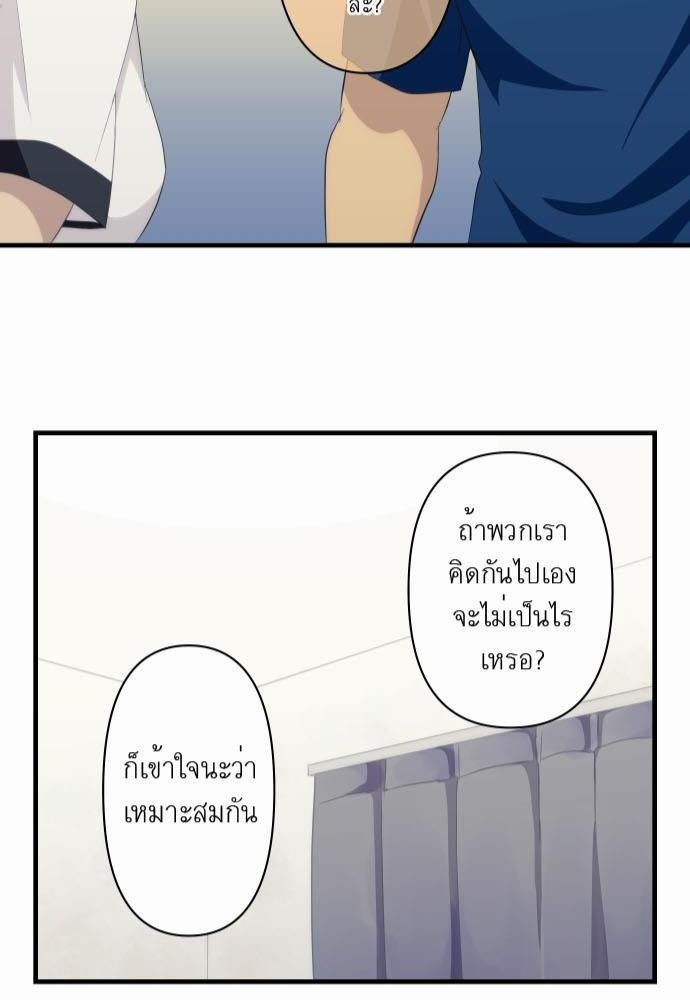 ล่ะ?
ถ้าพวกเรา
คิดกันไปเอง
จะไม่เป็นไร
เหรอ?
ก็เข้าใจนะว่า
เหมาะสมกัน